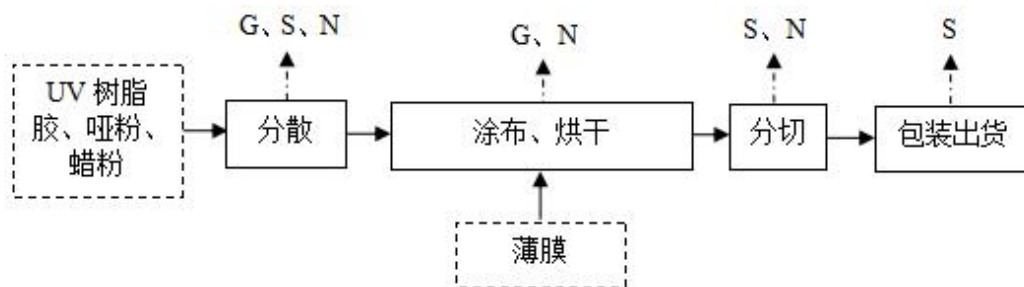 G、S、N
G、N
S、N
S
UV 树脂
胶、哑粉、
蜡粉
分散
涂布、烘干
分切
包装出货
薄膜